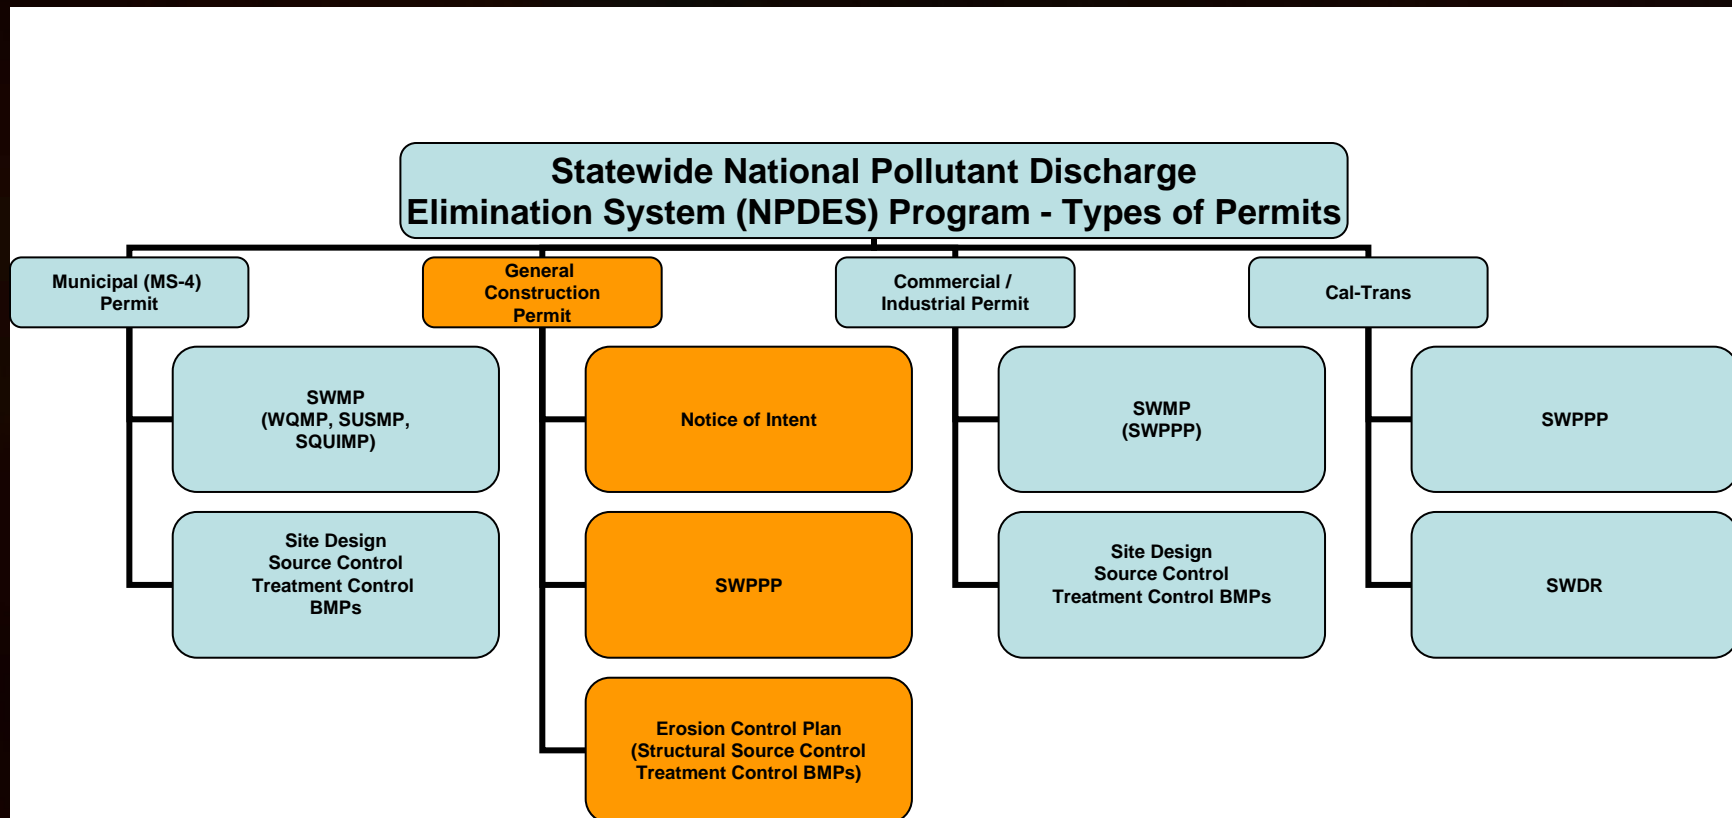 Statewide National Pollutant Discharge
Elimination System (NPDES) Program - Types of Permits
Municipal (MS-4)
Permit
General
Construction
Permit
Commercial /
Industrial Permit
Cal-Trans
SWMP
(WQMP, SUSMP,
SQUIMP)
Notice of Intent
SWMP
(SWPPP)
SWPPP
Site Design
Source Control
Treatment Control
BMPs
SWPPP
Site Design
Source Control
Treatment Control BMPs
SWDR
Erosion Control Plan
(Structural Source Control
Treatment Control BMPs)